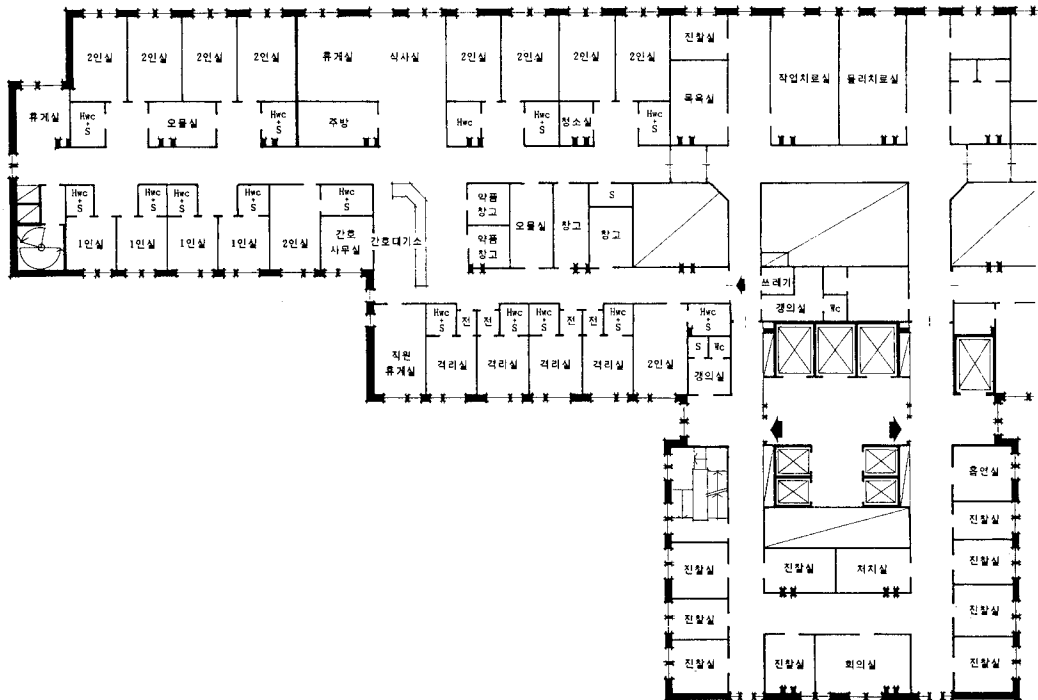 진찰실
2인실
2인실
2인실
2인실
휴게실
식사실
2인실
2인실
2인실
2인실
작업치료실
물리치료실
목욕실
휴게실
Hwc
+
S
오물실
Hwc
+
S
주방
Hwc
Hwc
+
S
청소실
Hwc
+
S
Hwc
+
S
Hwc
+
S
Hwc
+
S
Hwc
+
S
Hwc
+
S
약품
창고
S
1인실
1인실
1인실
1인실
2인실
간호
사무실
간호대기소
약품
창고
오물실
창고
창고
쓰레기
갱의실
Wc
직원
휴게실
Hwc
+
S
전
전
Hwc
+
S
Hwc
+
S
전
전
Hwc
+
S
Hwc
+
S
S
Wc
격리실
격리실
격리실
격리실
2인실
갱의실
흡연실
진찰실
진찰실
진찰실
진찰실
처치실
진찰실
진찰실
진찰실
진찰실
회의실
진찰실